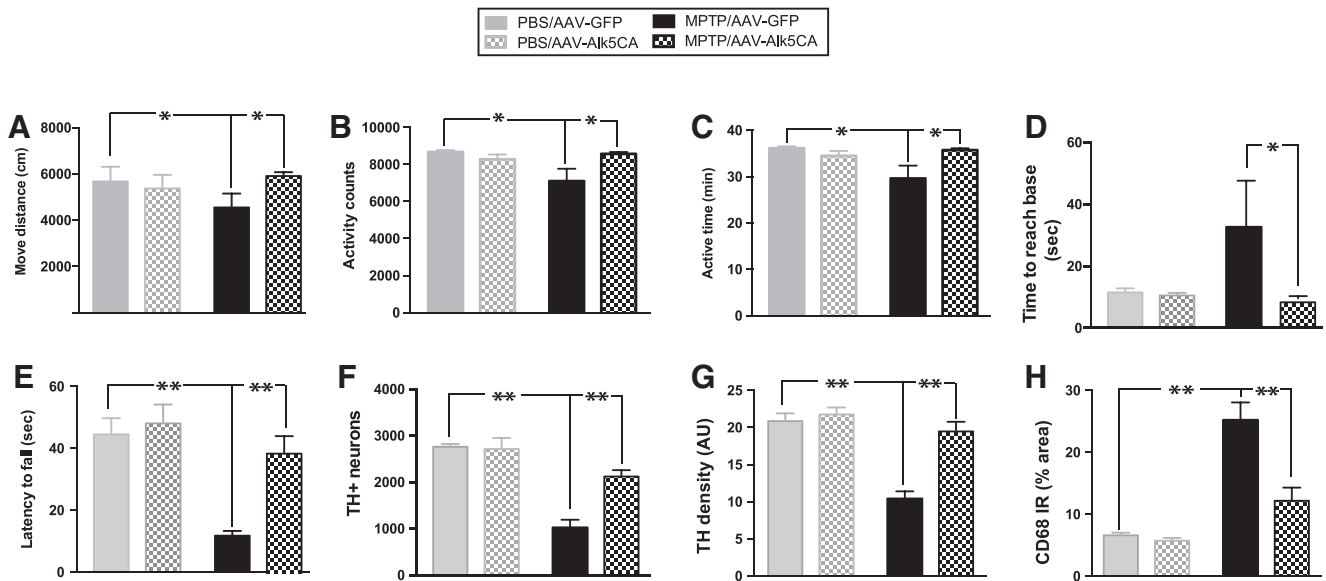 PBS/AAV-GFP MPTP/AAV-GFP
PBS/AAV-Alk5CA MPTP/AAV-Alk5CA
A
Move distance (cm)
8000
6000
4000
2000
* *
B
Activity counts
10000
8000
6000
4000
2000
0
* *
C
Active time (min)
40
30
20
10
0
* *
D
Time to reach base
(sec)
60
40
20
0
*
E
Latency to fall (sec)
60
40
20
0
** **
F
TH+ neurons
4000
3000
2000
1000
0
** **
G
TH density (AU)
25
20
15
10
5
0
** **
H
CD68 IR (% area)
30
20
10
0
** **